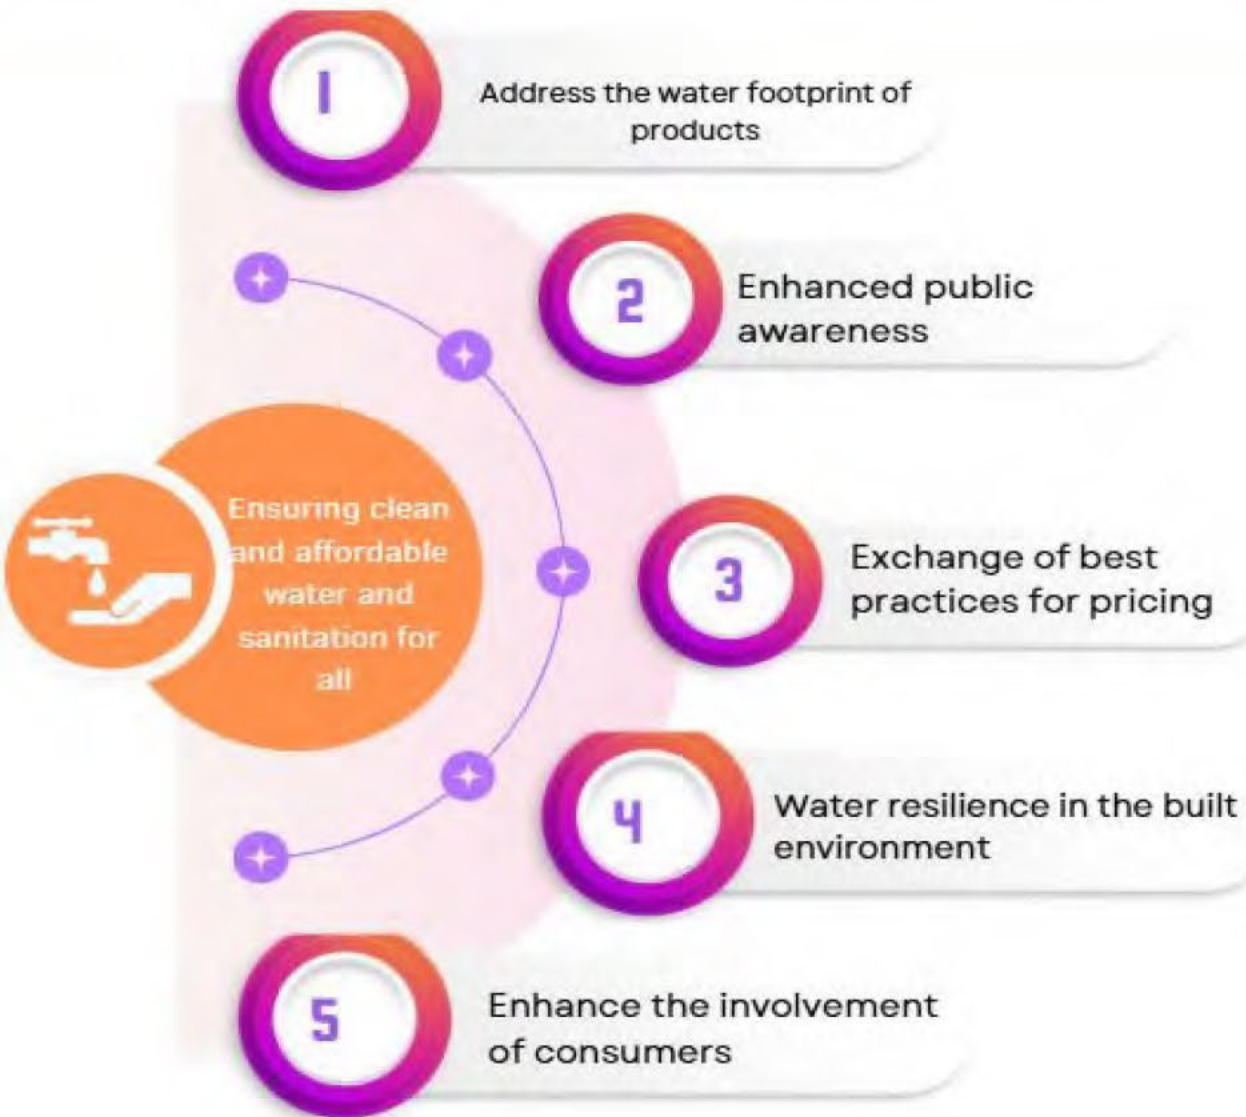 1
Address the water footprint of
products
2
Enhanced public
awareness
Ensuring clean
and affordable
water and
sanitation for
all
3
Exchange of best
practices for pricing
4
Water resilience in the built
environment
5
Enhance the involvement
of consumers